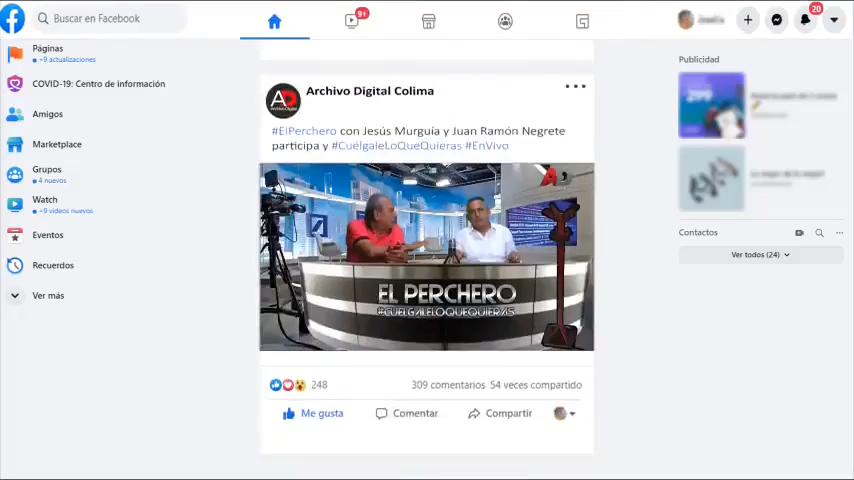 Buscar en Facebook
9+
20
Páginas
+9 actualizaciones
COVID-19: Centro de información
Amigos
Marketplace
Grupos
4 nuevos
Watch
+9 videos nuevos
Eventos
Recuerdos
Ver más
AD
Archivo Digital Colima
#ElPerchero con Jesús Murguía y Juan Ramón Negrete
participa y #CuélgaleLoQueQuieras #EnVivo
EL PERCHERO
#CUELGALELOQUEQUIERAS
248
309 comentarios 54 veces compartido
Me gusta
Comentar
Compartir
Publicidad
Contactos
Ver todos (24)